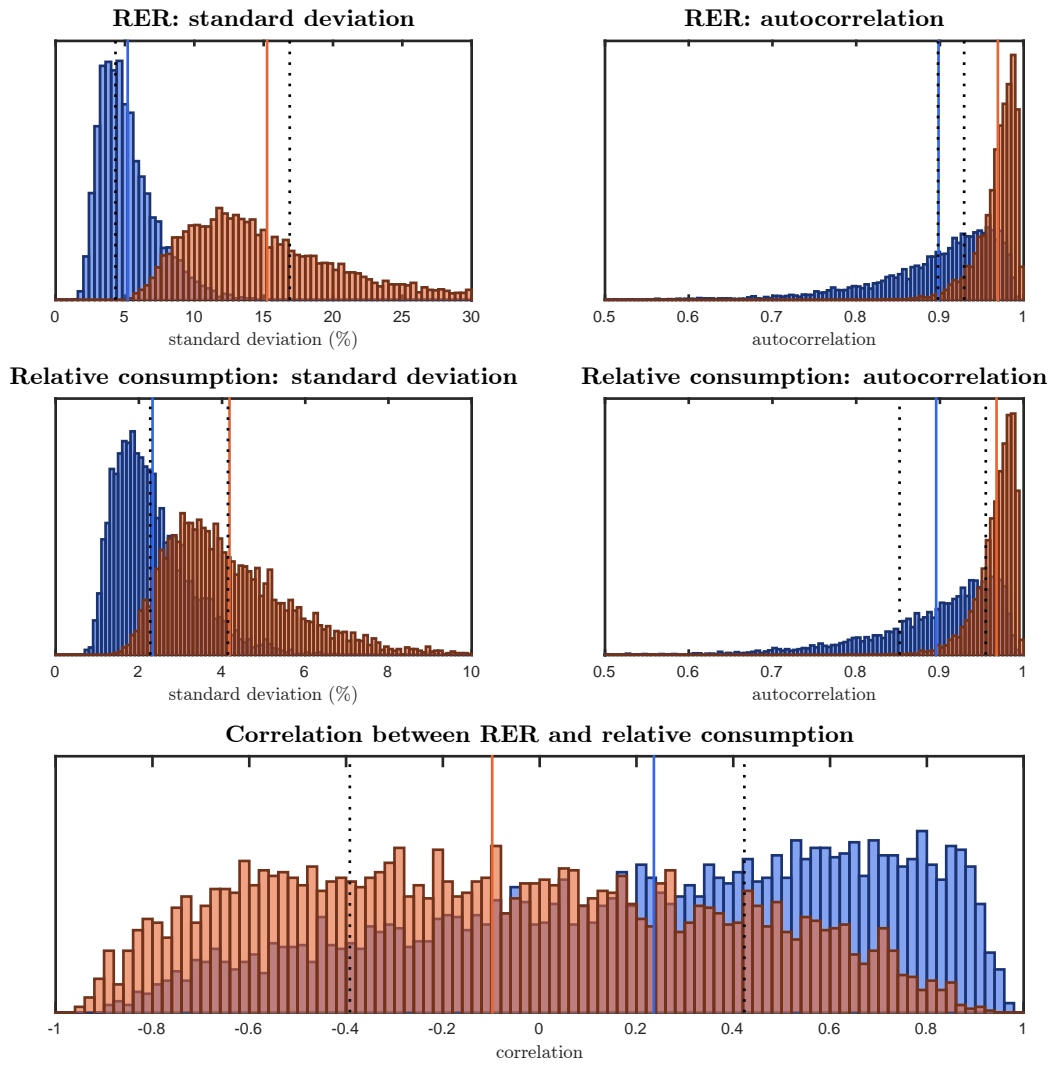 RER: standard deviation
RER: autocorrelation
0 5 10 15 20 25 30
0.5 0.6 0.7 0.8 0.9 1
standard deviation (%)
autocorrelation
Relative consumption: standard deviation
Relative consumption: autocorrelation
0 2 4 6 8 10
0.5 0.6 0.7 0.8 0.9 1
standard deviation (%)
autocorrelation
Correlation between RER and relative consumption
-1 -0.8 -0.6 -0.4 -0.2 0 0.2 0.4 0.6 0.8 1
correlation